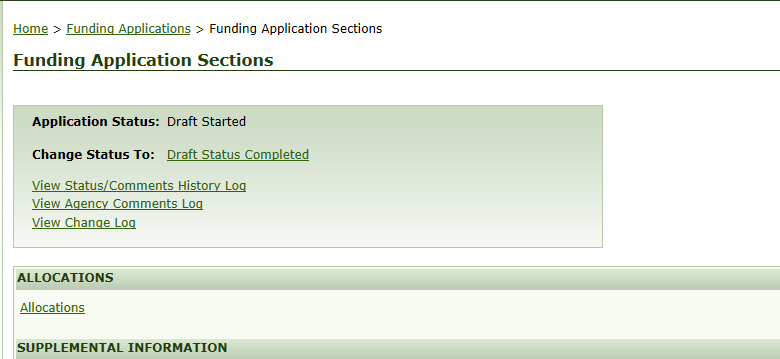 Home > Funding Applications > Funding Application Sections
Funding Application Sections
Application Status: Draft Started
Change Status To: Draft Status Completed
View Status/Comments History Log
View Agency Comments Log
View Change Log
ALLOCATIONS
Allocations
SUPPLEMENTAL INFORMATION